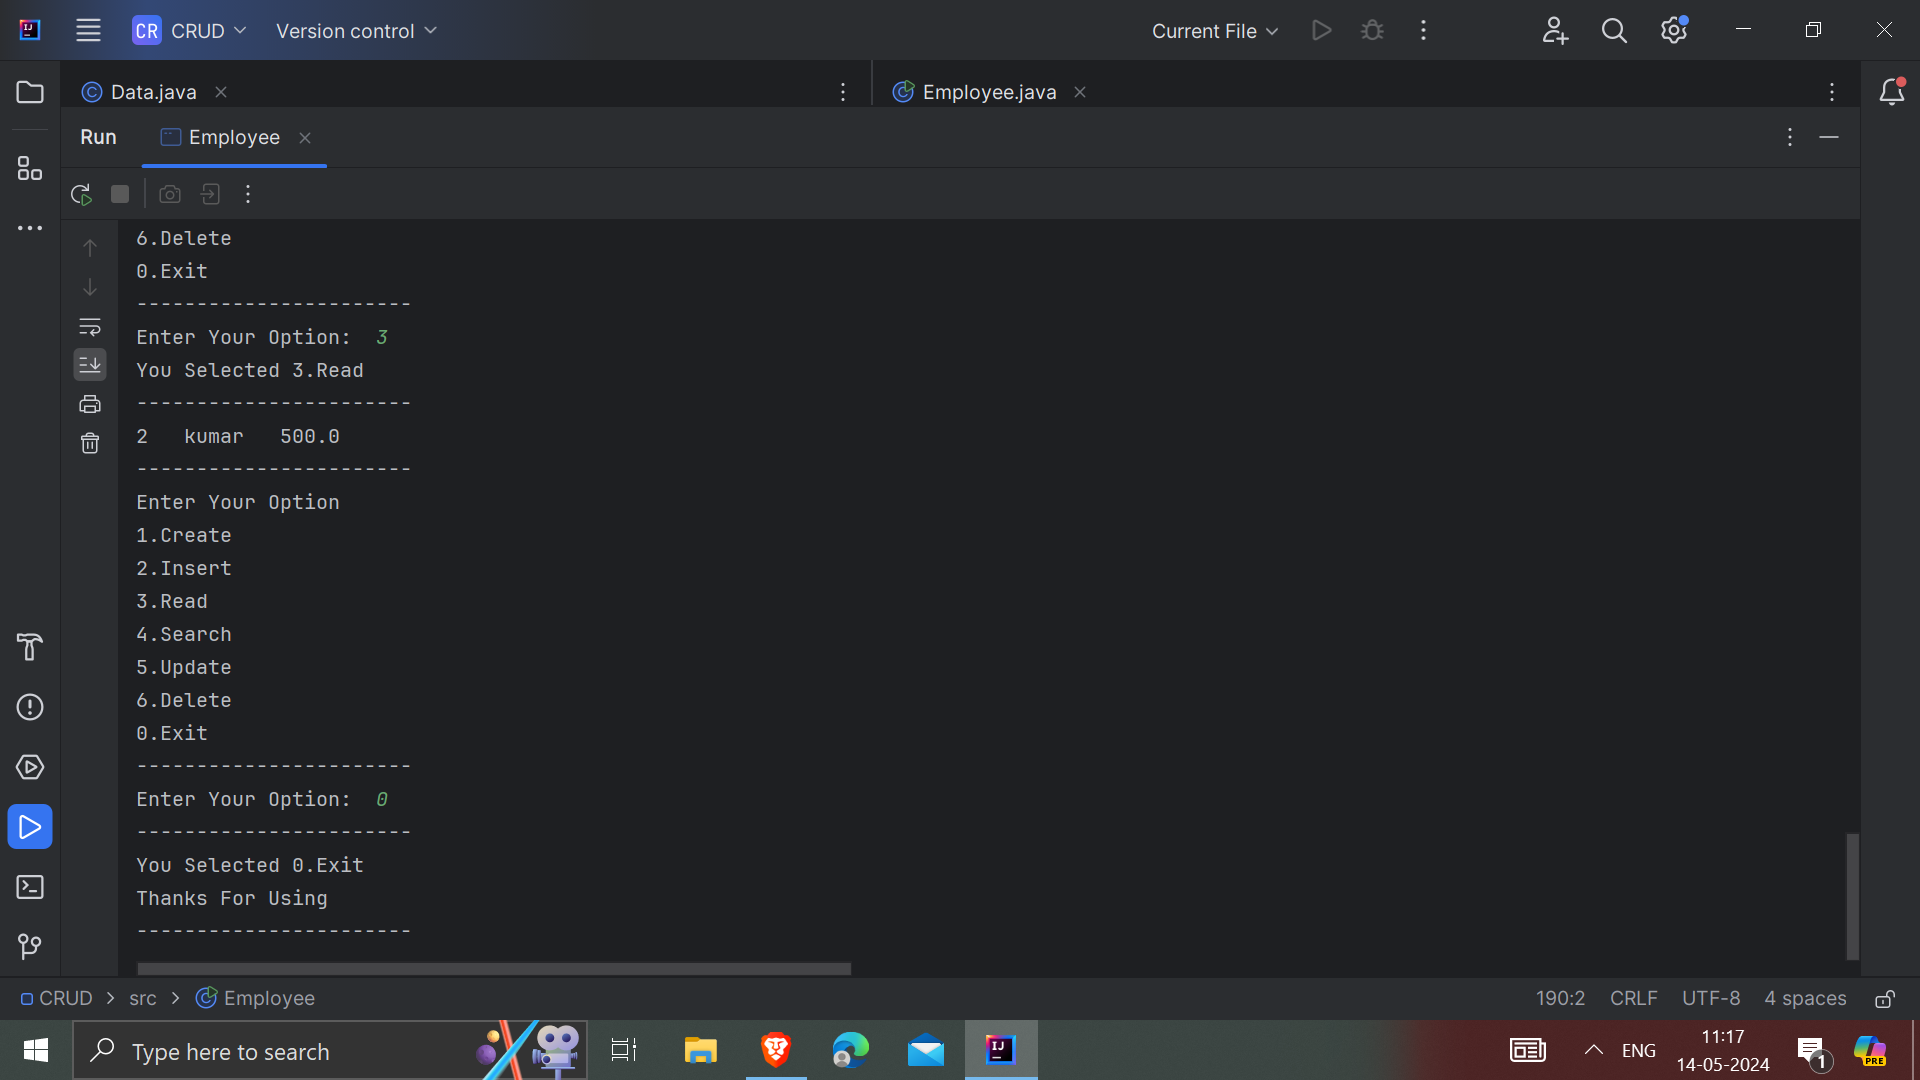 CR CRUD Version control Current File
Data.java Employee.java
Run Employee
6.Delete
0.Exit
-----------------------
Enter Your Option:  3
You Selected 3.Read
-----------------------
2   kumar   500.0
-----------------------
Enter Your Option
1.Create
2.Insert
3.Read
4.Search
5.Update
6.Delete
0.Exit
-----------------------
Enter Your Option:  0
-----------------------
You Selected 0.Exit
Thanks For Using
-----------------------
CRUD > src > Employee 190:2 CRLF UTF-8 4 spaces
Type here to search IJ ENG 11:17
14-05-2024 1 PRE